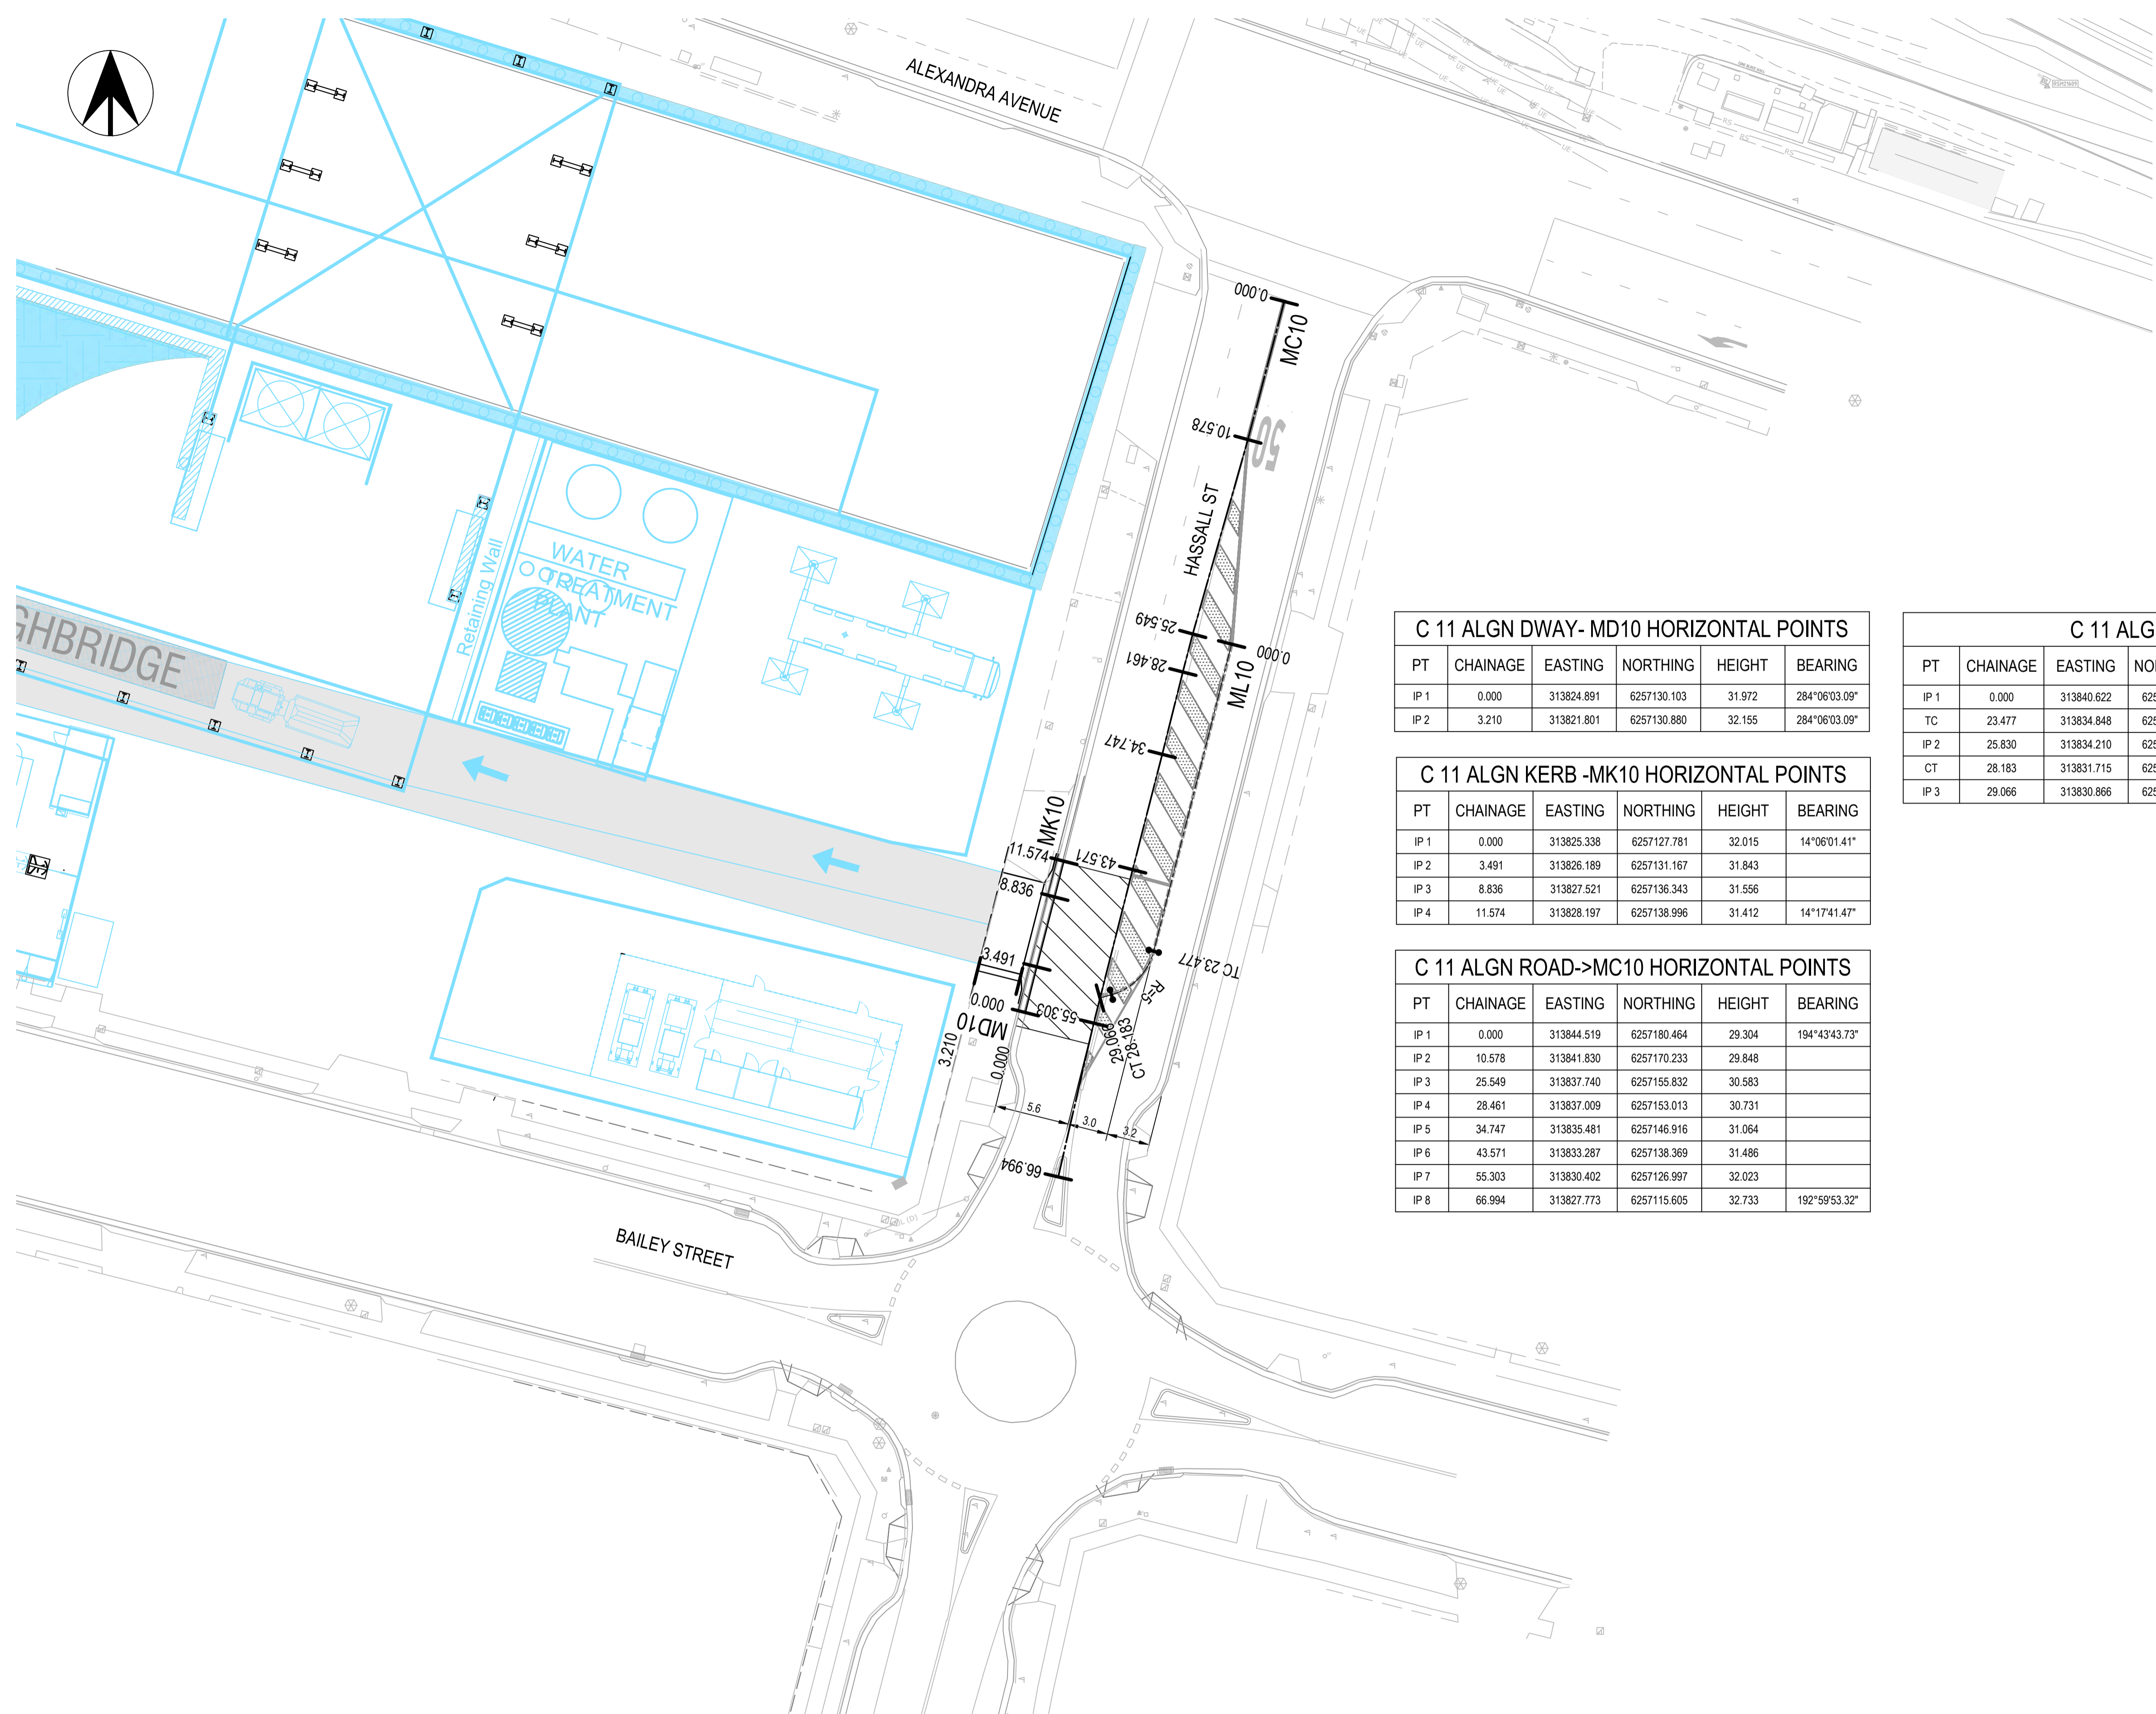 ALEXANDRA AVENUE
0.000
MC10
10.578
50
HASSALL ST
25.549
0.000
28.461
ML10
34.747
MK10
11.574
43.571
8.836
3.491
TC 23.477
R=5
0.000
55.303
MD10
29.066
CT 28.183
3.210
0.000
5.6
3.0
3.2
66.994
BAILEY STREET
Retaining Wall
WATER
TREATMENT
PLANT
GHBRIDGE
C 11 ALGN DWAY- MD10 HORIZONTAL POINTS
PT CHAINAGE EASTING NORTHING HEIGHT BEARING
IP 1 0.000 313824.891 6257130.103 31.972 284°06'03.09"
IP 2 3.210 313821.801 6257130.880 32.155 284°06'03.09"
C 11 ALGN KERB -MK10 HORIZONTAL POINTS
PT CHAINAGE EASTING NORTHING HEIGHT BEARING
IP 1 0.000 313825.338 6257127.781 32.015 14°06'01.41"
IP 2 3.491 313826.189 6257131.167 31.843
IP 3 8.836 313827.521 6257136.343 31.556
IP 4 11.574 313828.197 6257138.996 31.412 14°17'41.47"
C 11 ALGN ROAD->MC10 HORIZONTAL POINTS
PT CHAINAGE EASTING NORTHING HEIGHT BEARING
IP 1 0.000 313844.519 6257180.464 29.304 194°43'43.73"
IP 2 10.578 313841.830 6257170.233 29.848
IP 3 25.549 313837.740 6257155.832 30.583
IP 4 28.461 313837.009 6257153.013 30.731
IP 5 34.747 313835.481 6257146.916 31.064
IP 6 43.571 313833.287 6257138.369 31.486
IP 7 55.303 313830.402 6257126.997 32.023
IP 8 66.994 313827.773 6257115.605 32.733 192°59'53.32"
C 11 ALG
PT CHAINAGE EASTING NO
IP 1 0.000 313840.622 625
TC 23.477 313834.848 625
IP 2 25.830 313834.210 625
CT 28.183 313831.715 625
IP 3 29.066 313830.866 625